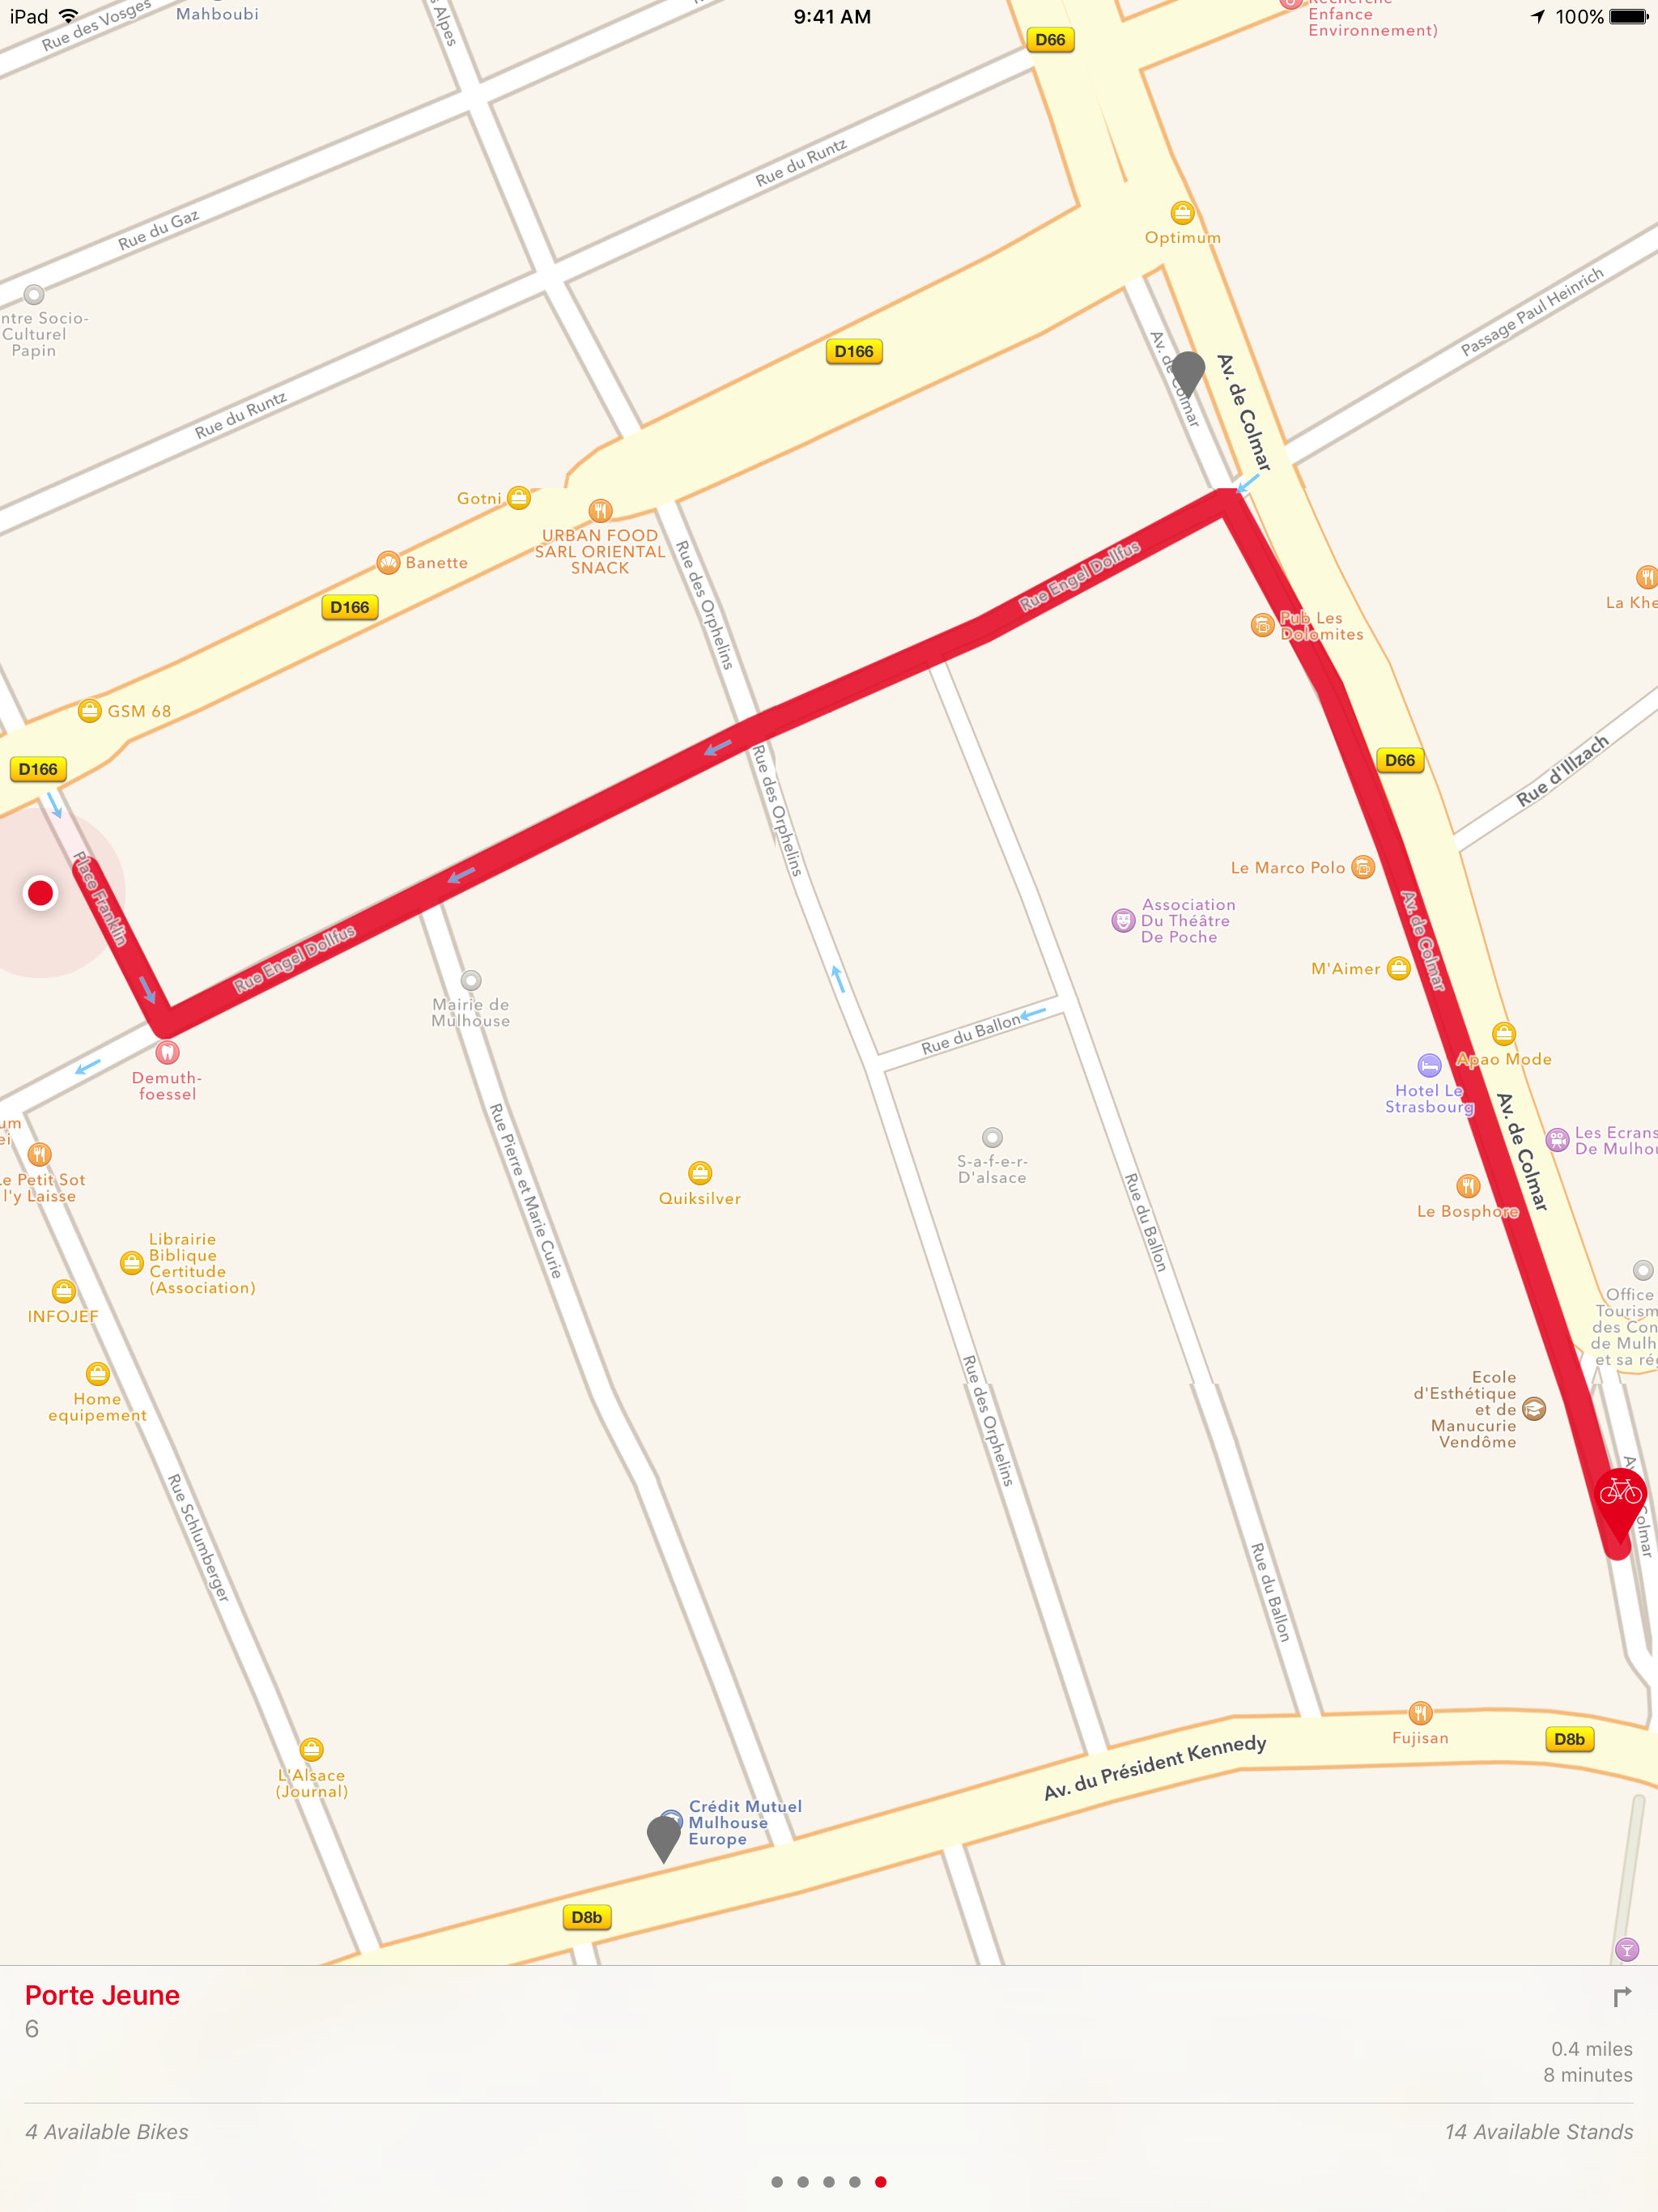 iPad
9:41 AM
100%
Rue des Vosges
Mahboubi
s Alpes
D66
Recherche
Enfance
Environnement)
Rue du Runtz
Rue du Gaz
Optimum
ntre Socio-
Culturel
Papin
Passage Paul Heinrich
D166
Av. de Colmar
Av. de Colmar
Rue du Runtz
Gotni
URBAN FOOD
SARL ORIENTAL
SNACK
Banette
D166
Rue des Orphelins
Rue Engel Dollfus
La Khe
Pub Les
Dolomites
GSM 68
D166
D66
Rue d'Illzach
Rue des Orphelins
Place Franklin
Le Marco Polo
Association
Du Théâtre
De Poche
Av. de Colmar
Rue Engel Dollfus
M'Aimer
Mairie de
Mulhouse
Rue du Ballon
Apao Mode
Demuth-
foessel
Hotel Le
Strasbourg
Av. de Colmar
Les Ecrans
De Mulhou
um
ei
Le Petit Sot
l'y Laisse
Rue Pierre et Marie Curie
S-a-f-e-r-
D'alsace
Quiksilver
Rue du Ballon
Le Bosphore
Librairie
Biblique
Certitude
(Association)
INFOJEF
Office
Tourism
des Con
de Mulh
et sa rég
Home
equipement
Rue des Orphelins
Ecole
d'Esthétique
et de
Manucurie
Vendôme
Rue Schlumberger
Av. Colmar
Rue du Ballon
Fujisan
D8b
Av. du Président Kennedy
L'Alsace
(Journal)
Crédit Mutuel
Mulhouse
Europe
D8b
Porte Jeune
6
0.4 miles
8 minutes
4 Available Bikes
14 Available Stands